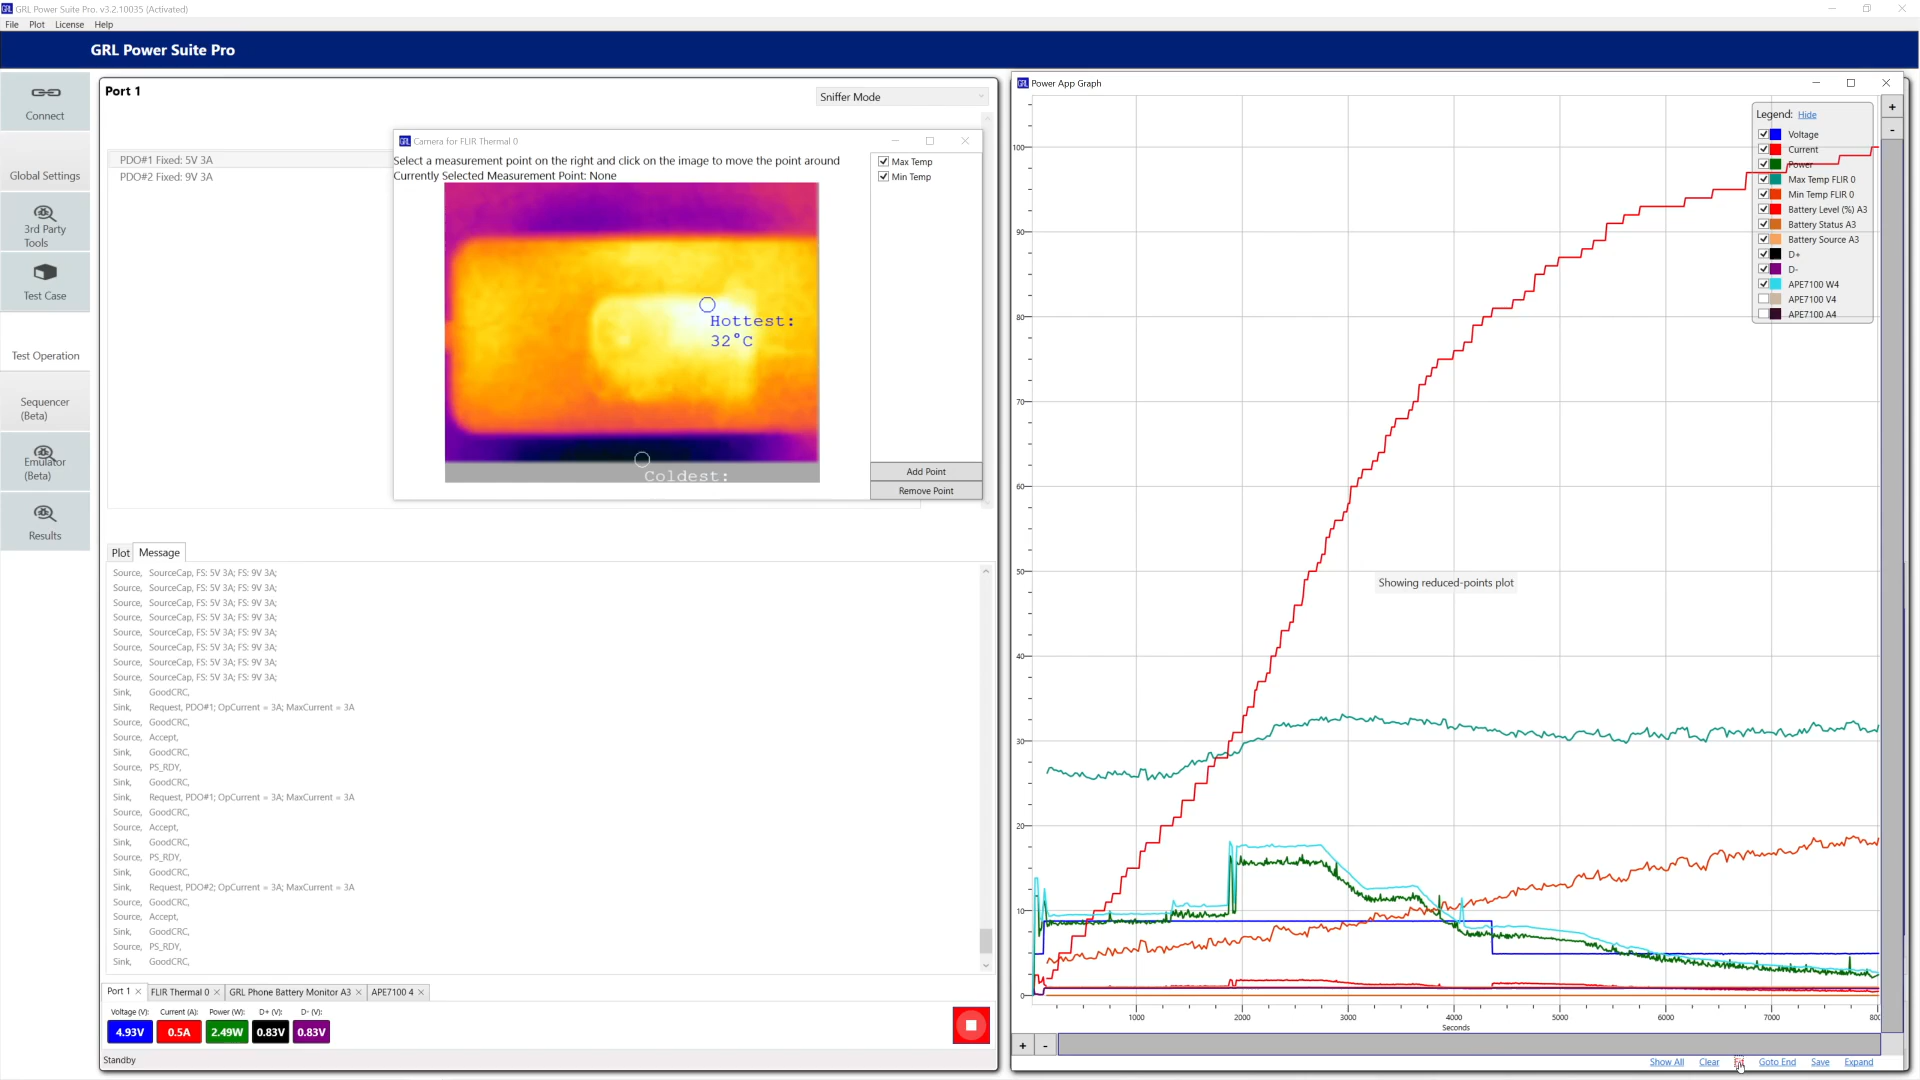 GRL Power Suite Pro. v3.2.10035 (Activated)
File Plot License Help
GRL Power Suite Pro
Connect
Global Settings
3rd Party
Tools
Test Case
Test Operation
Sequencer
(Beta)
Emulator
(Beta)
Results
Port 1
Sniffer Mode
PDO#1 Fixed: 5V 3A
PDO#2 Fixed: 9V 3A
GRL Camera for FLIR Thermal 0
Select a measurement point on the right and click on the image to move the point around
Currently Selected Measurement Point: None
Max Temp
Min Temp
Hottest:
32°C
Coldest:
Add Point
Remove Point
Plot Message
Source, SourceCap, FS: 5V 3A; FS: 9V 3A;
Source, SourceCap, FS: 5V 3A; FS: 9V 3A;
Source, SourceCap, FS: 5V 3A; FS: 9V 3A;
Source, SourceCap, FS: 5V 3A; FS: 9V 3A;
Source, SourceCap, FS: 5V 3A; FS: 9V 3A;
Source, SourceCap, FS: 5V 3A; FS: 9V 3A;
Source, SourceCap, FS: 5V 3A; FS: 9V 3A;
Source, SourceCap, FS: 5V 3A; FS: 9V 3A;
Sink, GoodCRC,
Sink, Request, PDO#1; OpCurrent = 3A; MaxCurrent = 3A
Source, GoodCRC,
Source, Accept,
Sink, GoodCRC,
Source, PS_RDY,
Sink, GoodCRC,
Sink, Request, PDO#1; OpCurrent = 3A; MaxCurrent = 3A
Source, GoodCRC,
Source, Accept,
Sink, GoodCRC,
Source, PS_RDY,
Sink, GoodCRC,
Sink, Request, PDO#2; OpCurrent = 3A; MaxCurrent = 3A
Source, GoodCRC,
Source, Accept,
Sink, GoodCRC,
Source, PS_RDY,
Sink, GoodCRC,
Port 1 FLIR Thermal 0 GRL Phone Battery Monitor A3 APE7100 4
Voltage (V): Current (A): Power (W): D+ (V): D- (V):
4.93V 0.5A 2.49W 0.83V 0.83V
Standby
GRL Power App Graph
Legend: Hide
Voltage
Current
Power
Max Temp FLIR 0
Min Temp FLIR 0
Battery Level (%) A3
Battery Status A3
Battery Source A3
D+
D-
APE7100 W4
APE7100 V4
APE7100 A4
100
90
80
70
60
50
40
30
20
10
0
Showing reduced-points plot
1000 2000 3000 4000 5000 6000 7000 800
Seconds
+ -
Show All Clear Goto End Save Expand